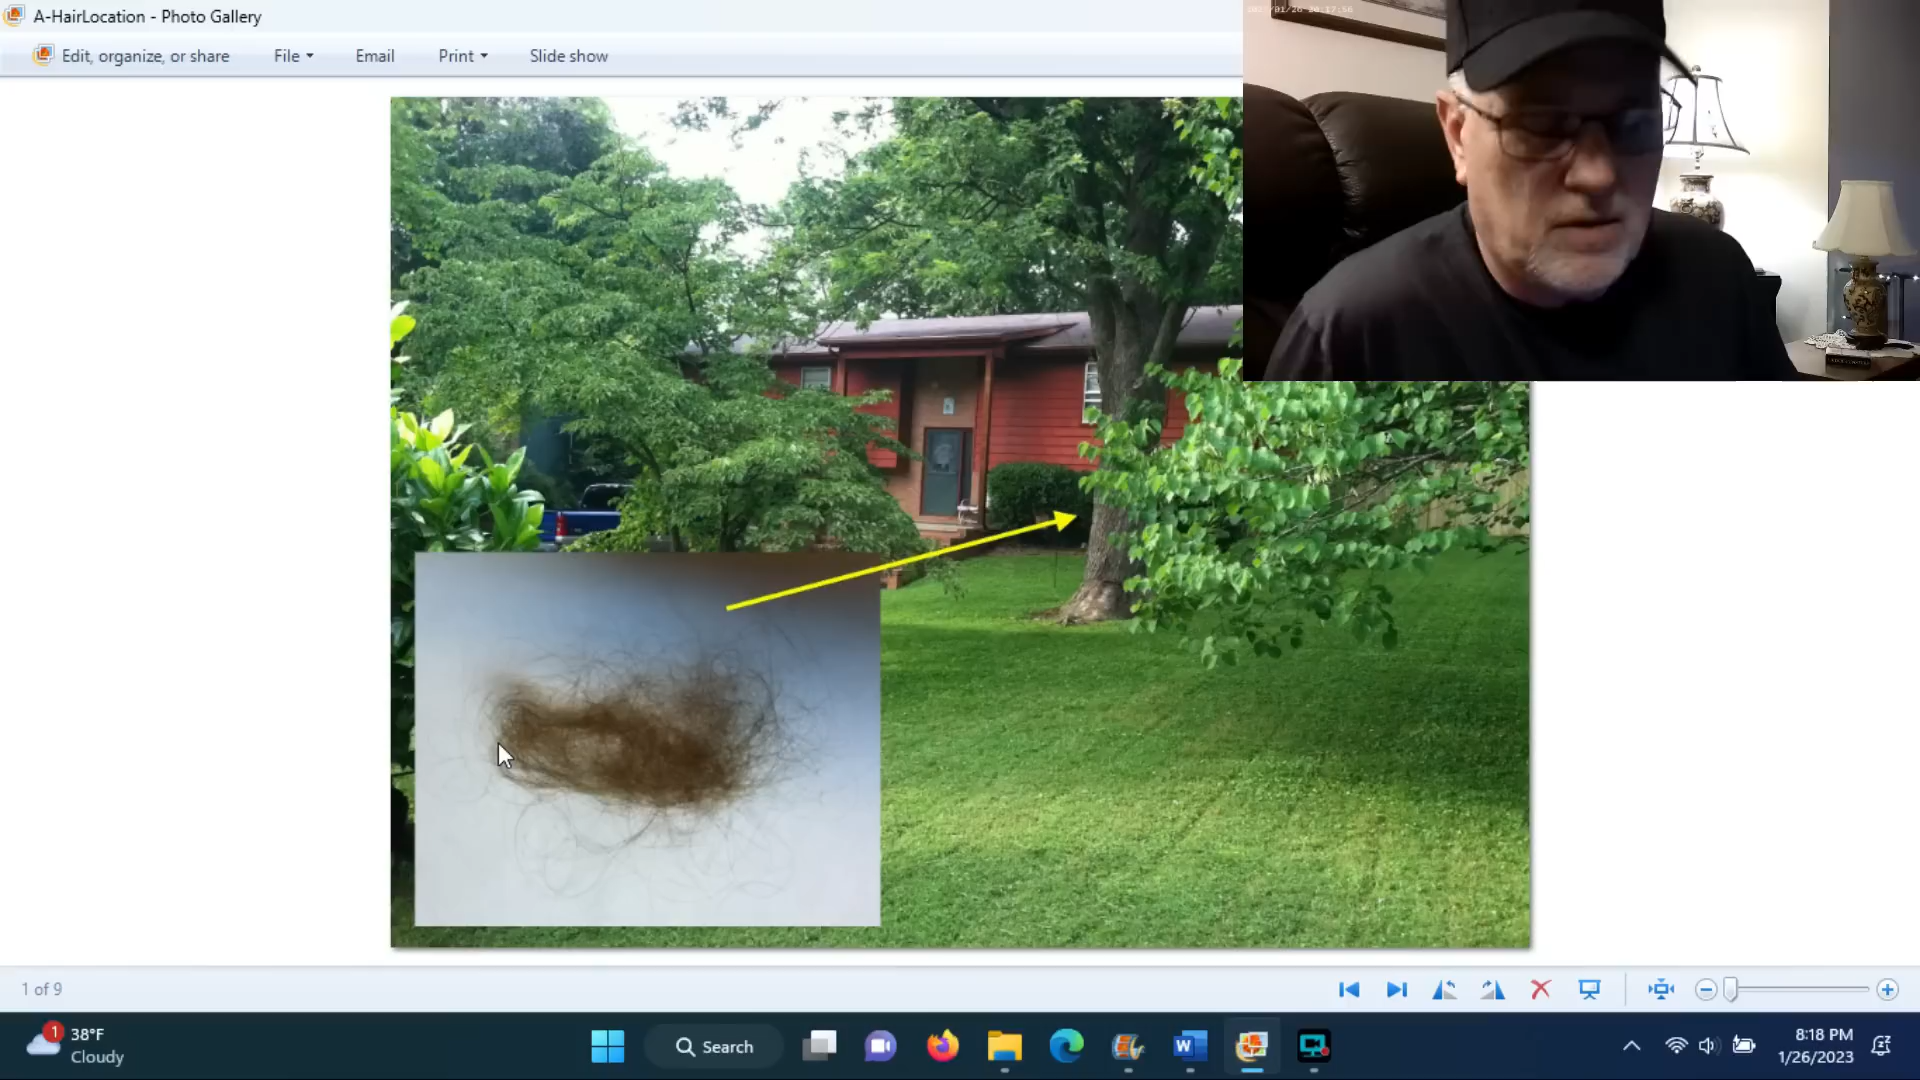 A-HairLocation - Photo Gallery
Edit, organize, or share
File
Email
Print
Slide show
1 of 9
1
38°F
Cloudy
Search
8:18 PM
1/26/2023